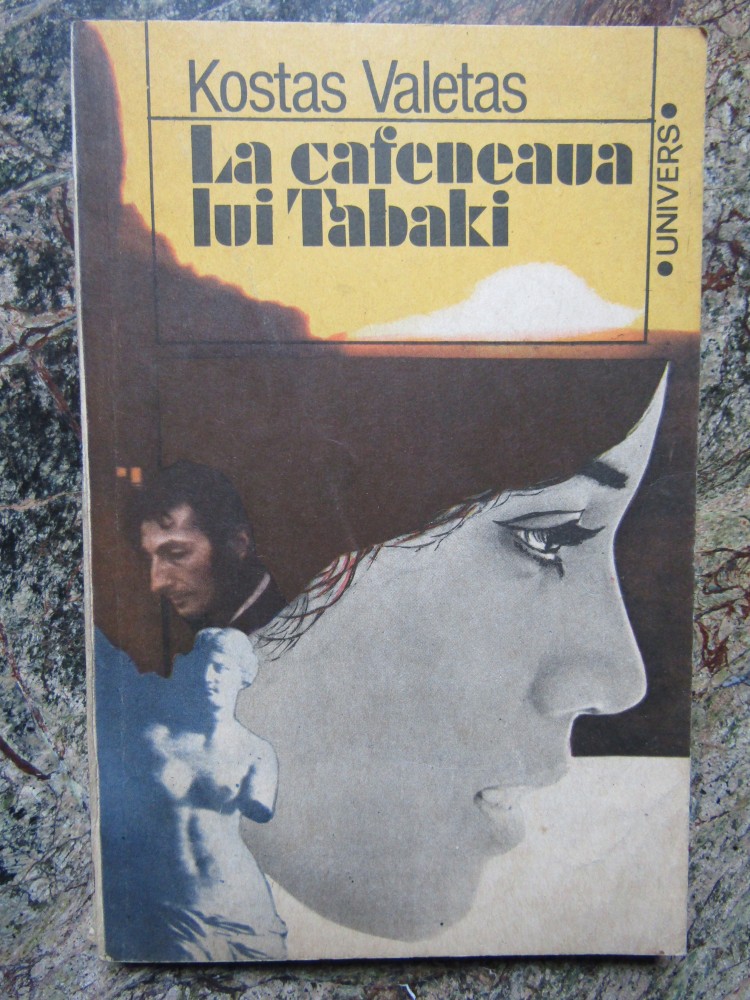 Kostas Valetas
La cafeneaua
lui Tabaki
•UNIVERS•